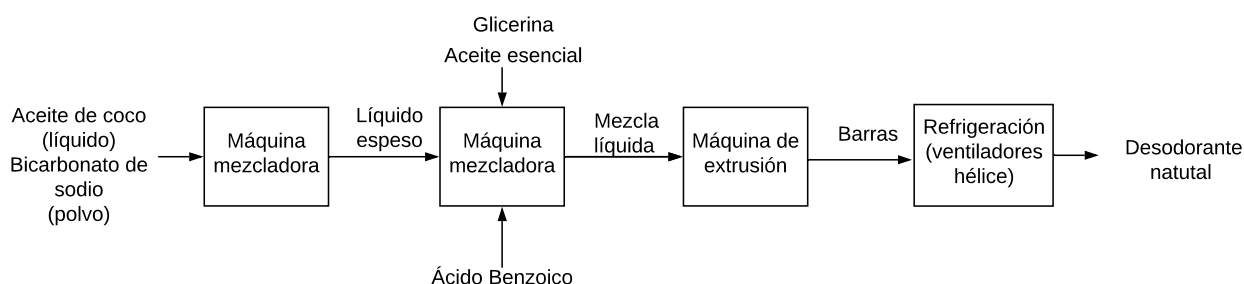 Glicerina
Aceite esencial
Aceite de coco
(líquido)
Bicarbonato de
sodio
(polvo)
Máquina
mezcladora
Líquido
espeso
Máquina
mezcladora
Mezcla
líquida
Máquina de
extrusión
Barras
Refrigeración
(ventiladores
hélice)
Desodorante
natutal
Ácido Benzoico